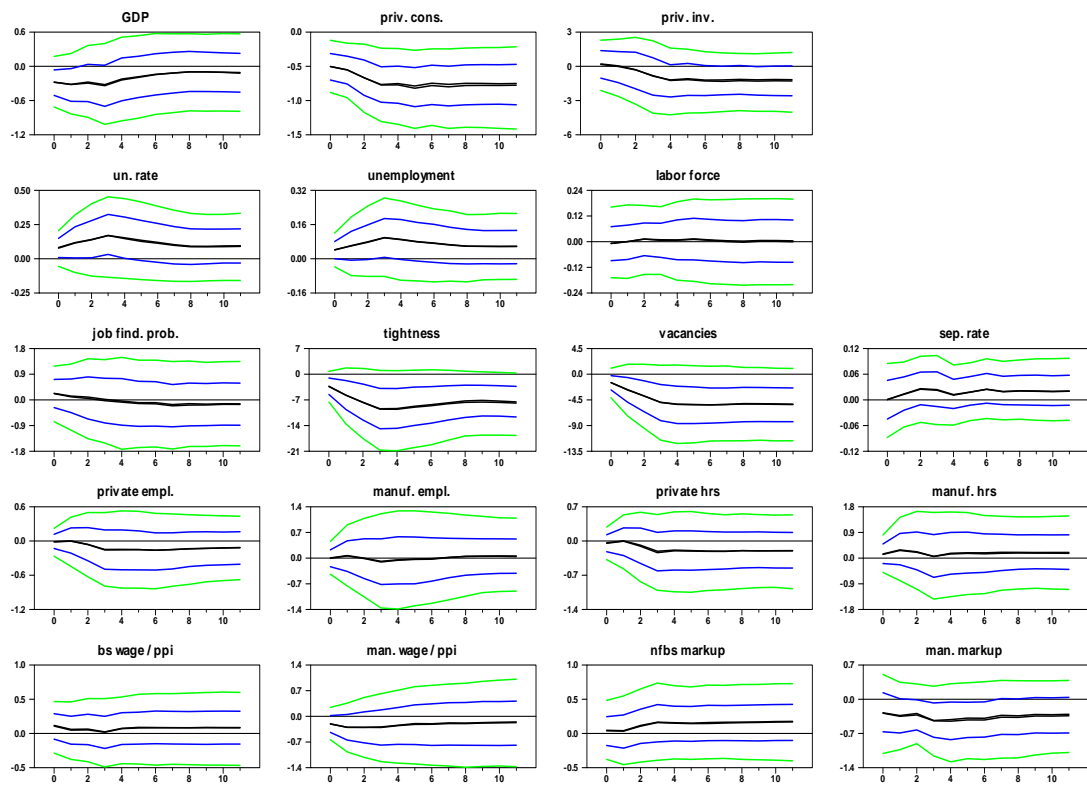 GDP priv. cons. priv. inv.
0.6 0.0 3
0.0 -0.5 0
-0.6 -1.0 -3
-1.2 -1.5 -6
0 2 4 6 8 10 0 2 4 6 8 10 0 2 4 6 8 10
un. rate unemployment labor force
0.50 0.32 0.24
0.25 0.16 0.12
0.00 0.00 0.00
-0.12
-0.25 -0.16 -0.24
0 2 4 6 8 10 0 2 4 6 8 10 0 2 4 6 8 10
job find. prob. tightness vacancies sep. rate
1.8 7 4.5 0.12
0.9 0 0.0 0.06
0.0 -7 -4.5 0.00
-0.9 -14 -9.0 -0.06
-1.8 -21 -13.5 -0.12
0 2 4 6 8 10 0 2 4 6 8 10 0 2 4 6 8 10 0 2 4 6 8 10
private empl. manuf. empl. private hrs manuf. hrs
0.6 1.4 0.7 1.8
0.0 0.7 0.0 0.9
0.0 0.0
-0.6 -0.7 -0.7 -0.9
-1.2 -1.4 -1.4 -1.8
0 2 4 6 8 10 0 2 4 6 8 10 0 2 4 6 8 10 0 2 4 6 8 10
bs wage / ppi man. wage / ppi nfbs markup man. markup
1.0 1.4 1.0 0.7
0.5 0.7 0.5 0.0
0.0 0.0 0.0 -0.7
-0.7
-0.5 -1.4 -0.5 -1.4
0 2 4 6 8 10 0 2 4 6 8 10 0 2 4 6 8 10 0 2 4 6 8 10